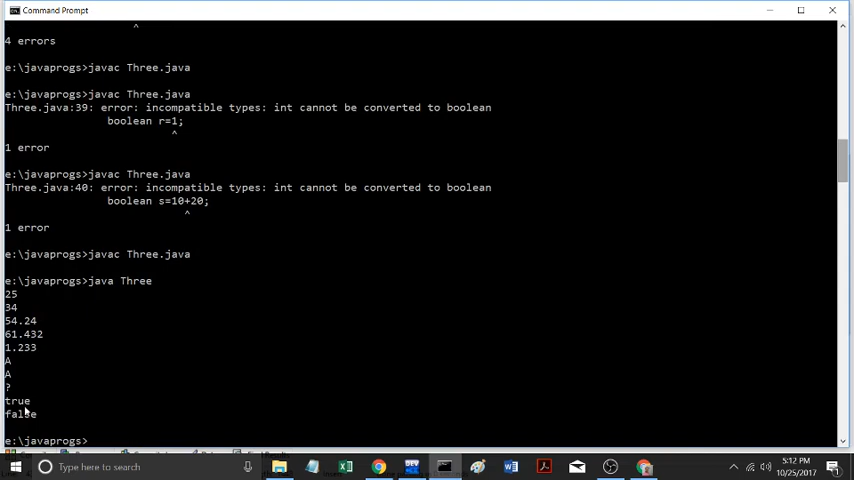 Command Prompt
^
4 errors
e:\javaprogs>javac Three.java
e:\javaprogs>javac Three.java
Three.java:39: error: incompatible types: int cannot be converted to boolean
boolean r=1;
^
1 error
e:\javaprogs>javac Three.java
Three.java:40: error: incompatible types: int cannot be converted to boolean
boolean s=10+20;
^
1 error
e:\javaprogs>javac Three.java
e:\javaprogs>java Three
25
34
54.24
61.432
1.233
A
A
?
true
false
e:\javaprogs>
Type here to search
DEV
5:12 PM
10/25/2017